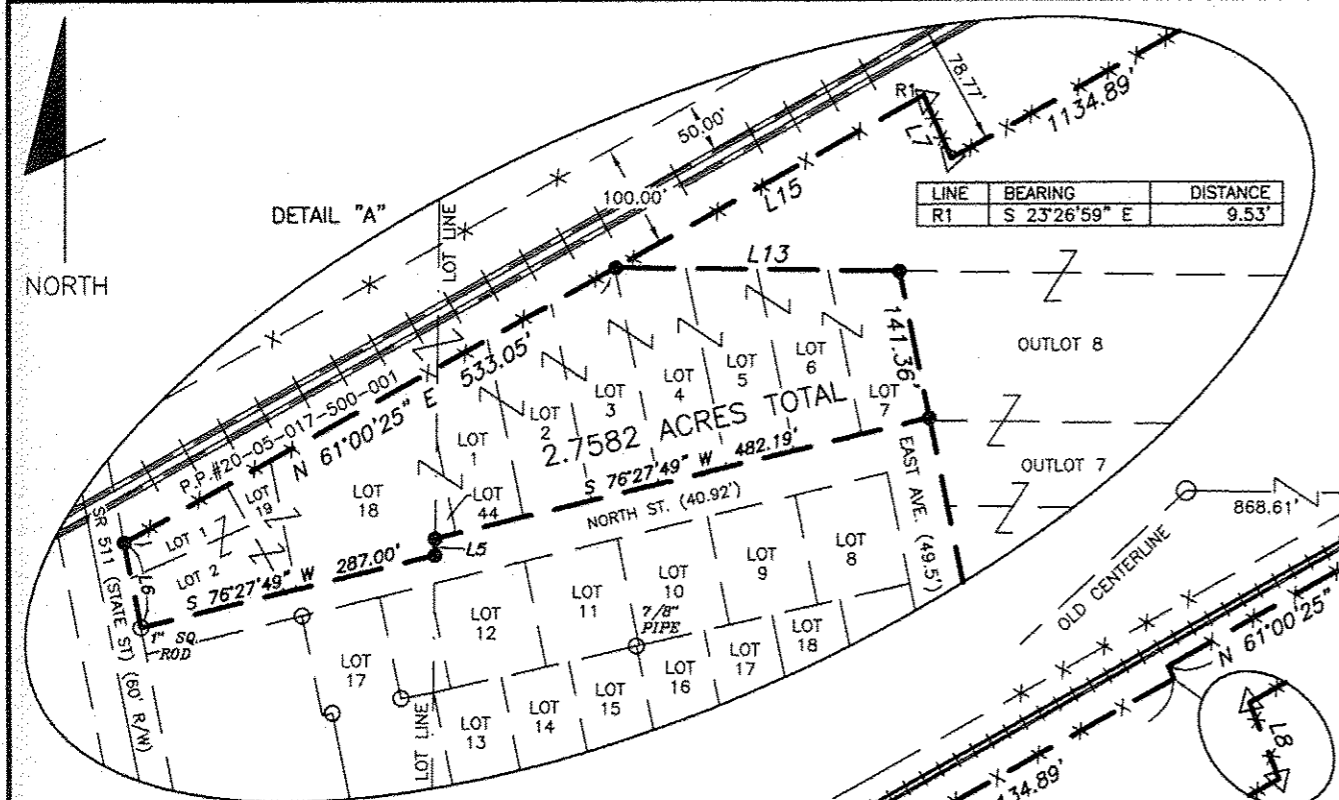 DETAIL "A"
NORTH
78.77'
R1
L7
1134.89'
50.00'
100.00'
L15
LINE BEARING DISTANCE
R1 S 23°26'59" E 9.53'
LOT LINE
L13
141.36'
OUTLOT 8
533.05'
P.P.#20-05-017-500-001
N 61°00'25" E
LOT 1
LOT 2
LOT 3
LOT 4
LOT 5
LOT 6
LOT 7
2.7582 ACRES TOTAL
EAST AVE. (49.5')
OUTLOT 7
LOT 19
LOT 18
LOT 44
S 76°27'49" W 482.19'
NORTH ST. (40.92')
SR 511 (STATE ST) (60' R/W)
LOT 1
LOT 2
L6
S 76°27'49" W 287.00'
L5
1" SQ.
ROD
LOT 8
LOT 9
LOT 10
LOT 11
LOT 12
7/8"
PIPE
LOT 17
LOT LINE
LOT 13
LOT 14
LOT 15
LOT 16
LOT 17
LOT 18
868.61'
OLD CENTERLINE
N 61°00'25"
L8
134.89'